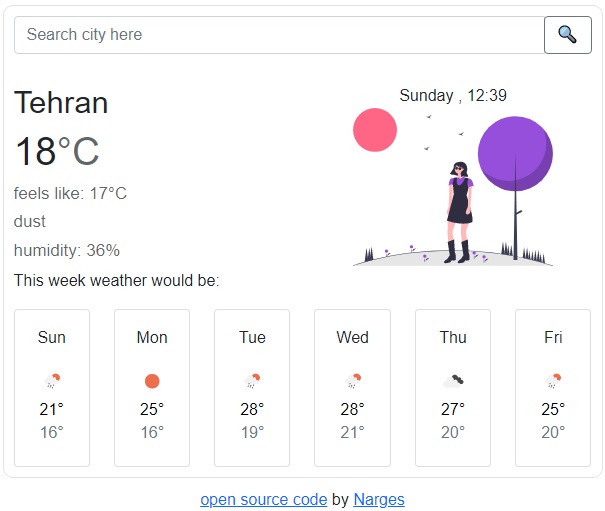 Search city here
Sunday , 12:39
Tehran
18°C
feels like: 17°C
dust
humidity: 36%
This week weather would be:
Sun Mon Tue Wed Thu Fri
21° 25° 28° 28° 27° 25°
16° 16° 19° 21° 20° 20°
open source code by Narges